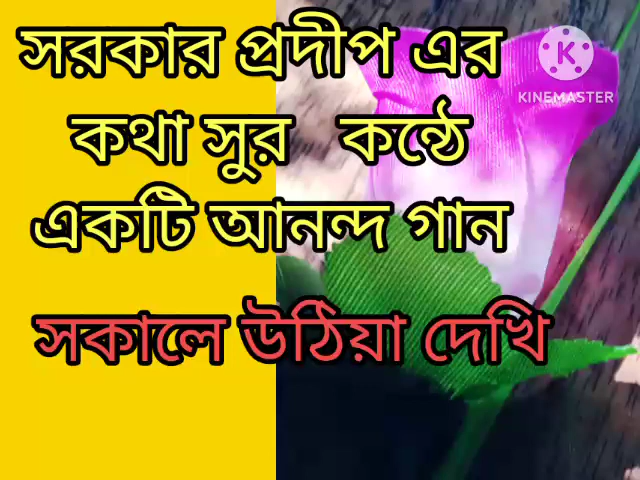 সরকার প্রদীপ এর
কথা সুর কন্ঠে
একটি আনন্দ গান
সকালে উঠিয়া দেখি
KINEMASTER